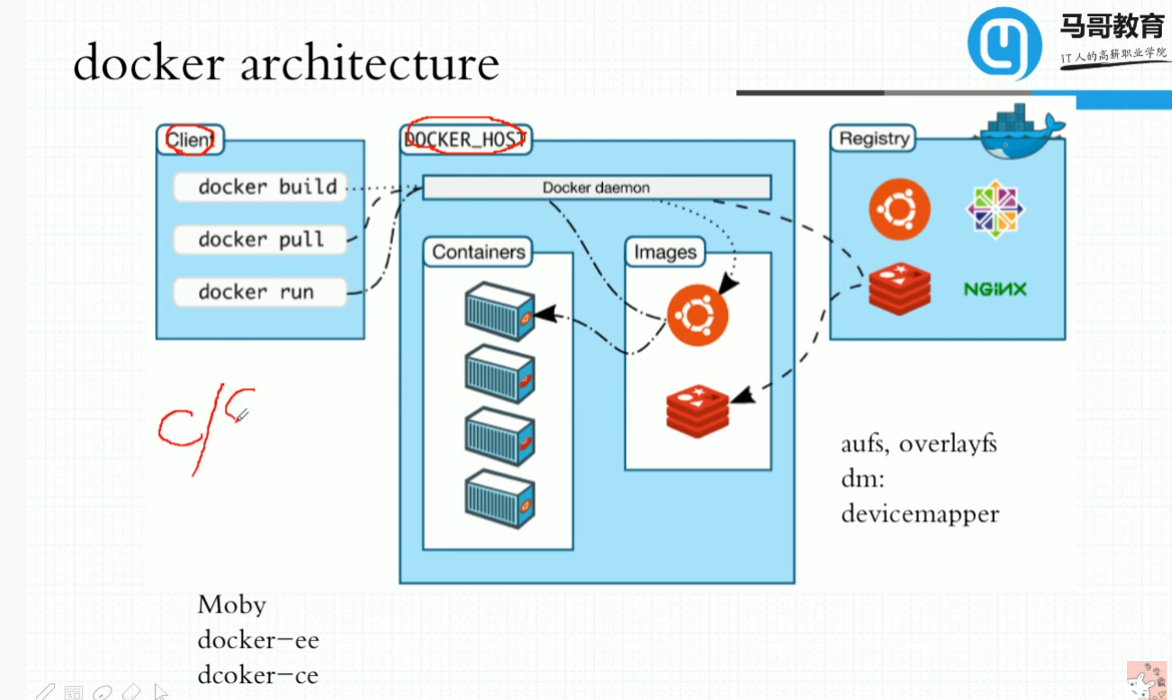 马哥教育
IT人的高薪职业学院
docker architecture
Client
docker build
docker pull
docker run
DOCKER_HOST
Docker daemon
Containers
Images
Registry
NGiNX
c/
aufs, overlayfs
dm:
devicemapper
Moby
docker-ee
dcoker-ce